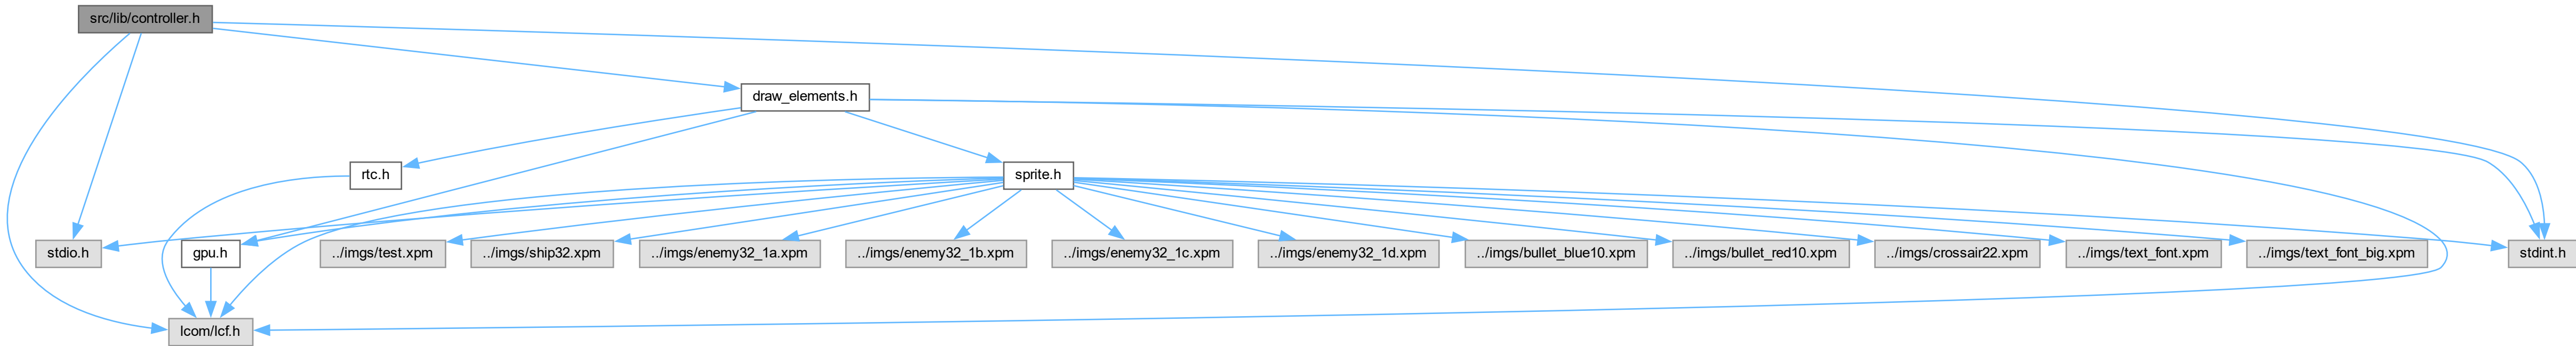 src/lib/controller.h
draw_elements.h
rtc.h
sprite.h
stdio.h
gpu.h
../imgs/test.xpm
../imgs/ship32.xpm
../imgs/enemy32_1a.xpm
../imgs/enemy32_1b.xpm
../imgs/enemy32_1c.xpm
../imgs/enemy32_1d.xpm
../imgs/bullet_blue10.xpm
../imgs/bullet_red10.xpm
../imgs/crossair22.xpm
../imgs/text_font.xpm
../imgs/text_font_big.xpm
stdint.h
lcom/lcf.h